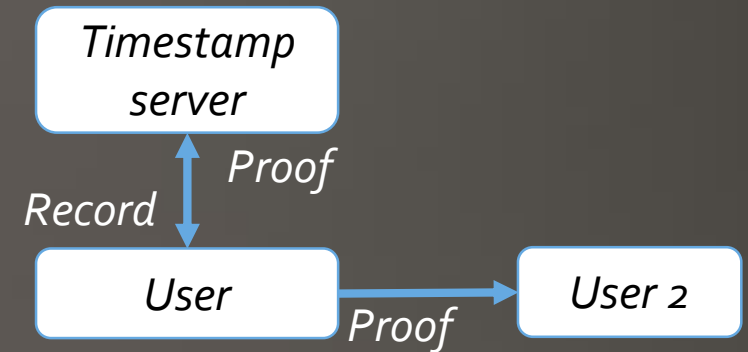 Timestamp
server
Proof
Record
User
User 2
Proof